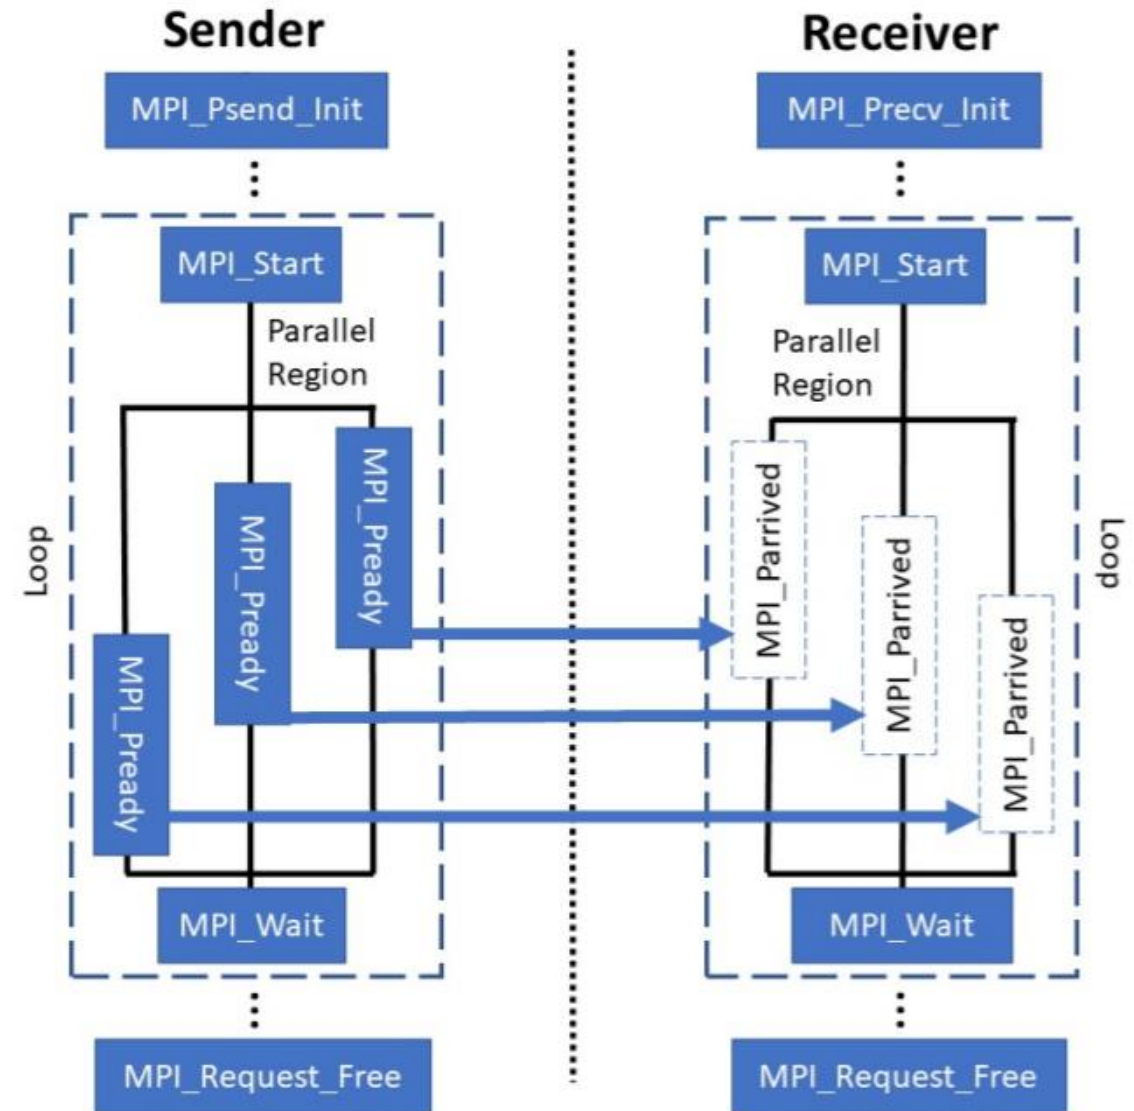 Sender
MPI_Psend_Init
MPI_Start
Parallel
Region
MPI_Pready
MPI_Pready
MPI_Pready
Loop
MPI_Wait
MPI_Request_Free
Receiver
MPI_Precv_Init
MPI_Start
Parallel
Region
MPI_Parrived
MPI_Parrived
MPI_Parrived
Loop
MPI_Wait
MPI_Request_Free